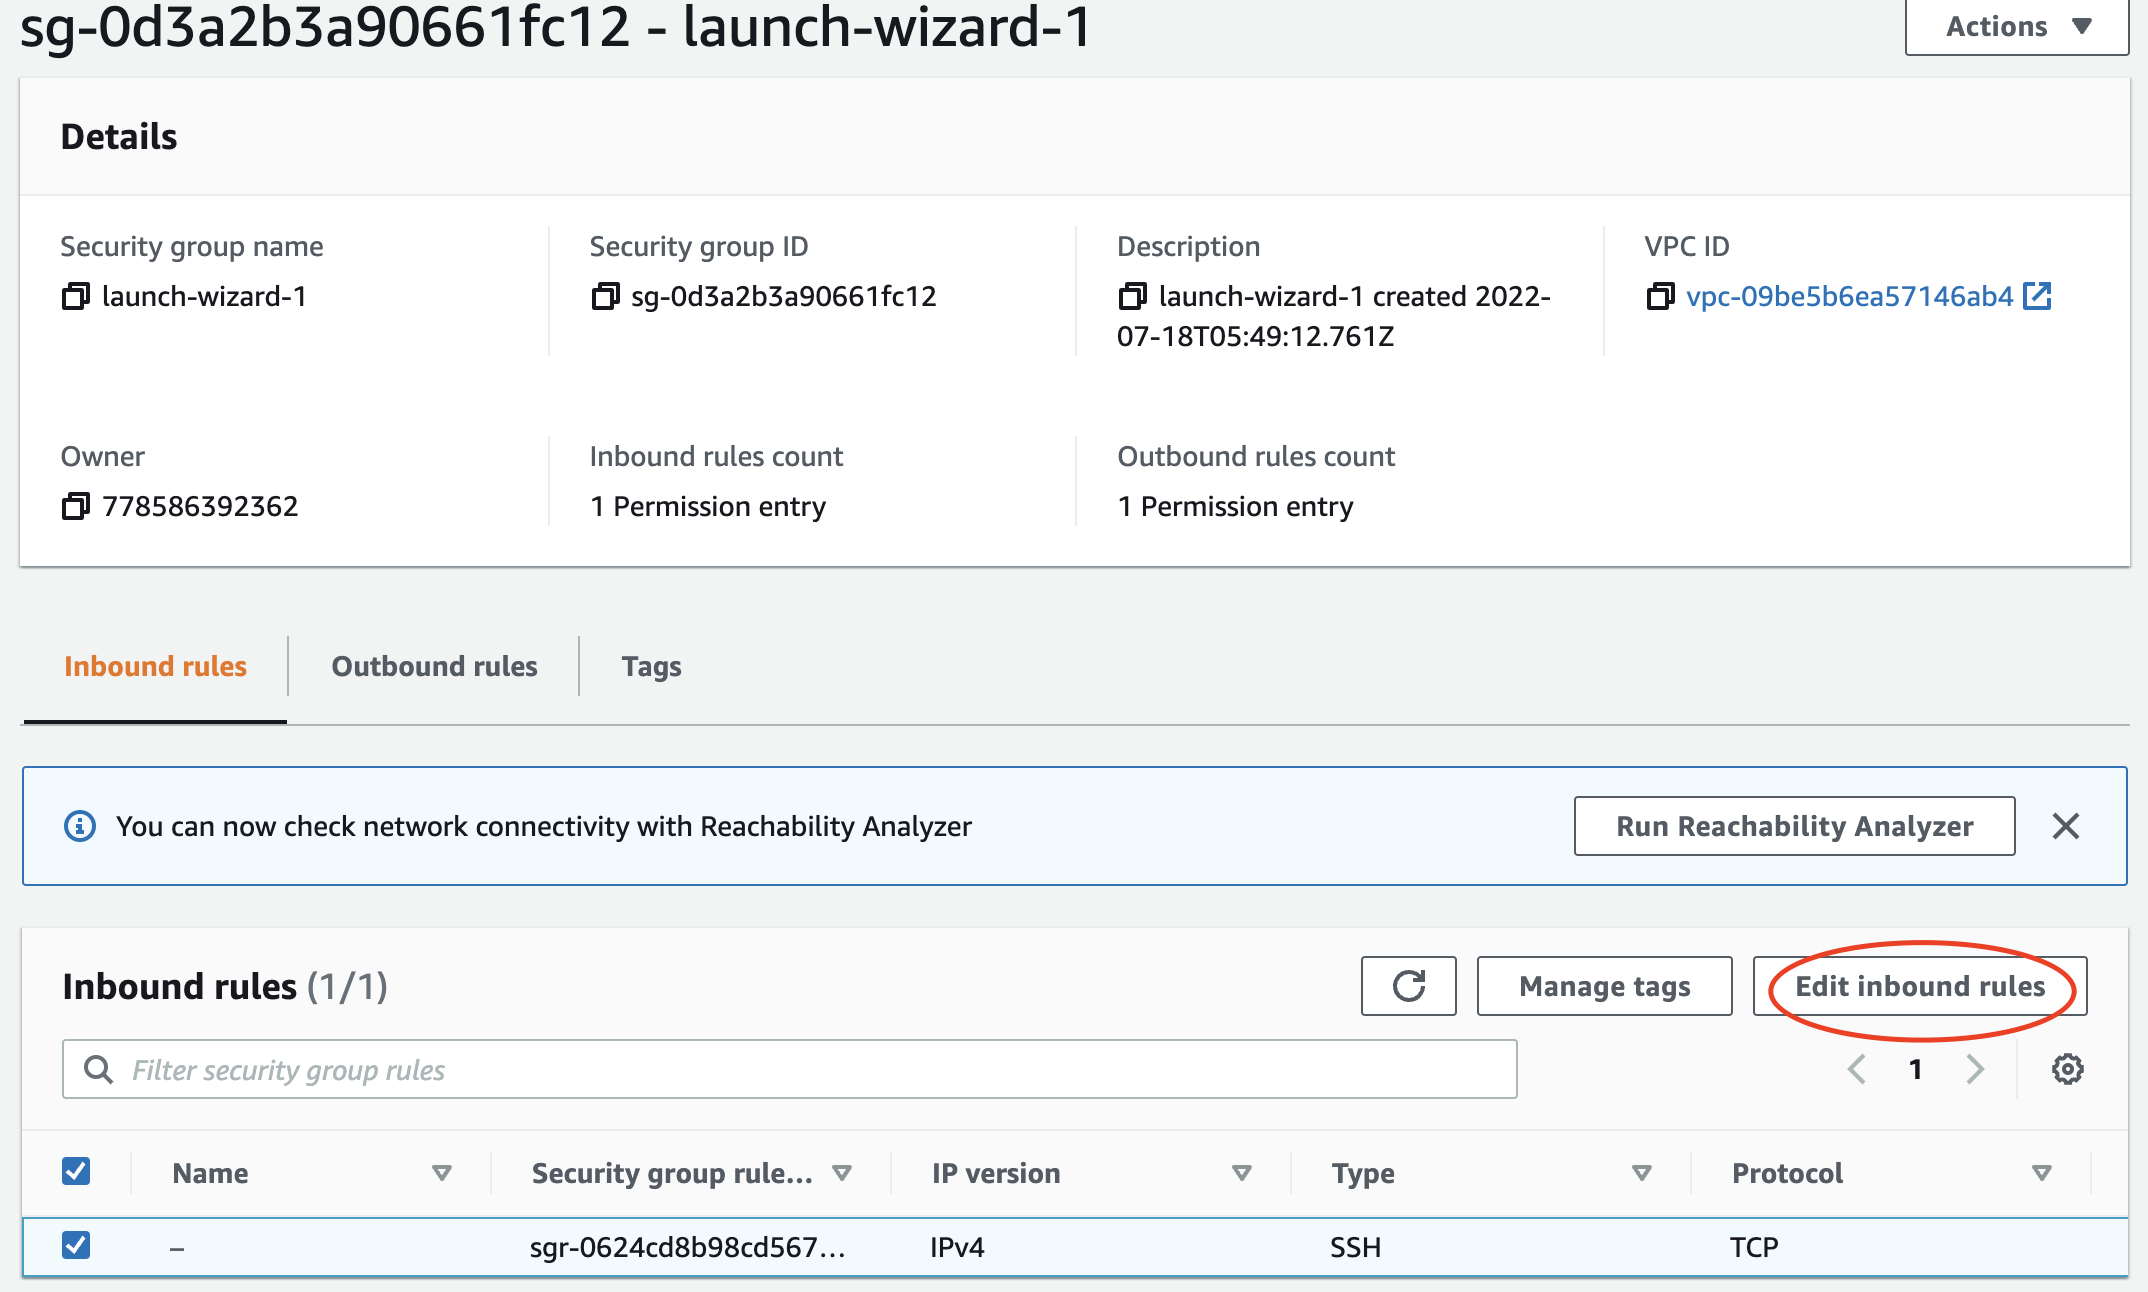 sg-0d3a2b3a90661fc12 - launch-wizard-1
Actions
Details
Security group name
launch-wizard-1
Security group ID
sg-0d3a2b3a90661fc12
Description
launch-wizard-1 created 2022-
07-18T05:49:12.761Z
VPC ID
vpc-09be5b6ea57146ab4
Owner
778586392362
Inbound rules count
1 Permission entry
Outbound rules count
1 Permission entry
Inbound rules
Outbound rules
Tags
You can now check network connectivity with Reachability Analyzer
Run Reachability Analyzer
Inbound rules (1/1)
Manage tags
Edit inbound rules
Filter security group rules
1
Name
Security group rule...
IP version
Type
Protocol
–
sgr-0624cd8b98cd567...
IPv4
SSH
TCP